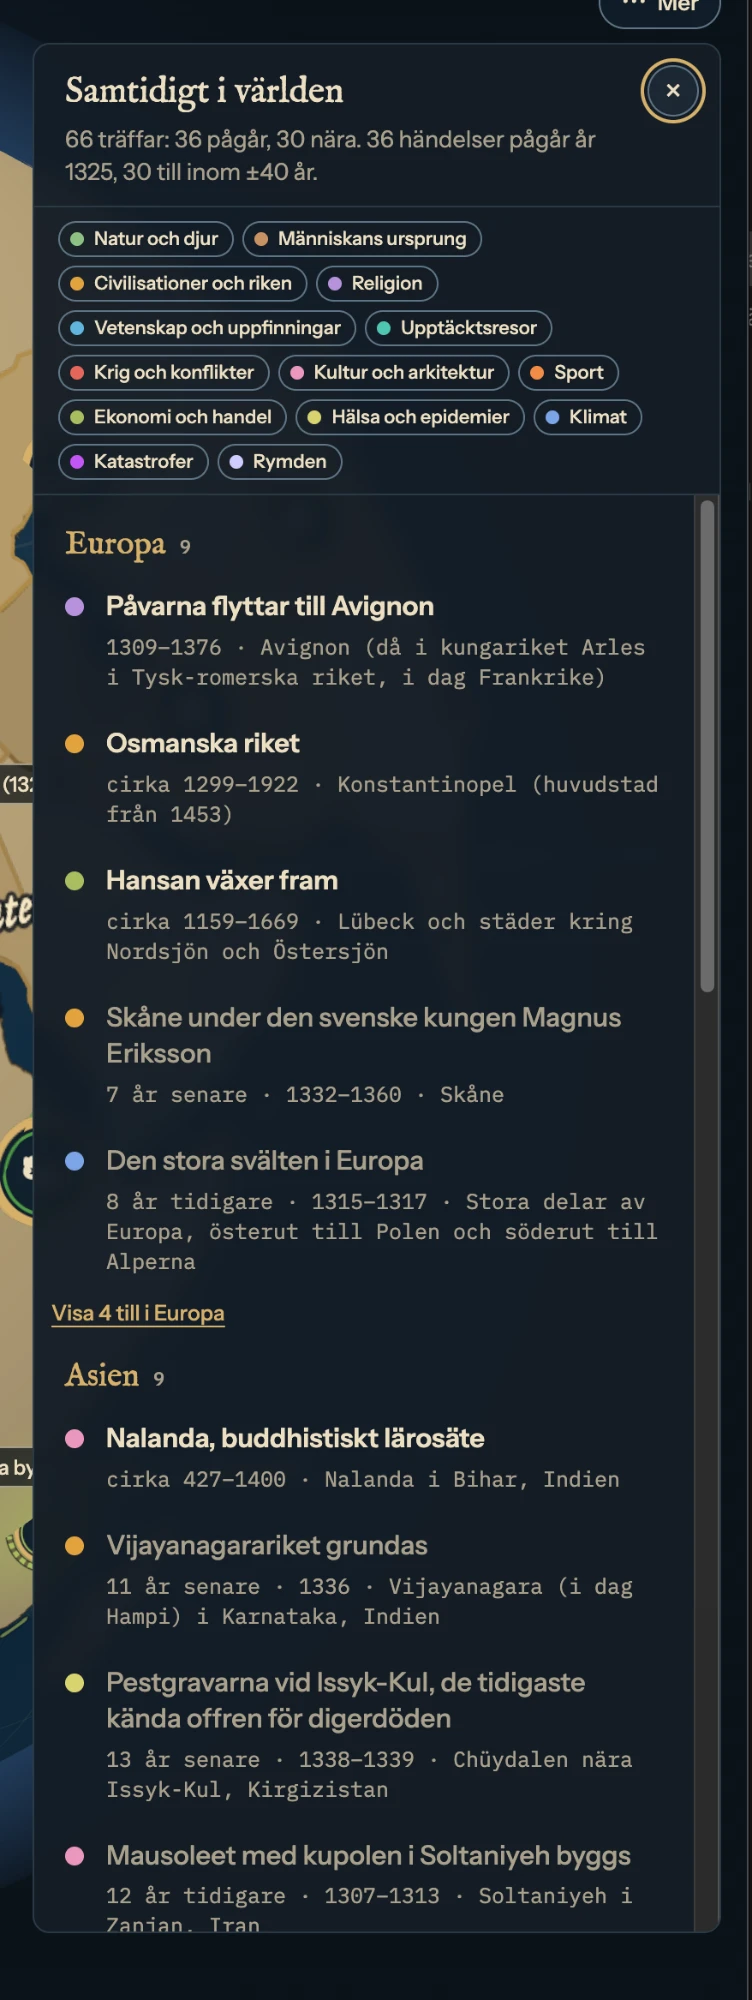 ··· Mer
Samtidigt i världen
×
66 träffar: 36 pågår, 30 nära. 36 händelser pågår år
1325, 30 till inom ±40 år.
Natur och djur
Människans ursprung
Civilisationer och riken
Religion
Vetenskap och uppfinningar
Upptäcktsresor
Krig och konflikter
Kultur och arkitektur
Sport
Ekonomi och handel
Hälsa och epidemier
Klimat
Katastrofer
Rymden
Europa 9
Påvarna flyttar till Avignon
1309–1376 · Avignon (då i kungariket Arles
i Tysk-romerska riket, i dag Frankrike)
Osmanska riket
cirka 1299–1922 · Konstantinopel (huvudstad
från 1453)
Hansan växer fram
cirka 1159–1669 · Lübeck och städer kring
Nordsjön och Östersjön
Skåne under den svenske kungen Magnus
Eriksson
7 år senare · 1332–1360 · Skåne
Den stora svälten i Europa
8 år tidigare · 1315–1317 · Stora delar av
Europa, österut till Polen och söderut till
Alperna
Visa 4 till i Europa
Asien 9
Nalanda, buddhistiskt lärosäte
cirka 427–1400 · Nalanda i Bihar, Indien
Vijayanagarariket grundas
11 år senare · 1336 · Vijayanagara (i dag
Hampi) i Karnataka, Indien
Pestgravarna vid Issyk-Kul, de tidigaste
kända offren för digerdöden
13 år senare · 1338–1339 · Chüydalen nära
Issyk-Kul, Kirgizistan
Mausoleet med kupolen i Soltaniyeh byggs
12 år tidigare · 1307–1313 · Soltaniyeh i
Zanjan, Iran